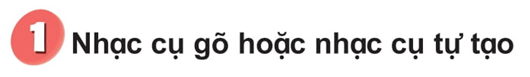 1 Nhạc cụ gõ hoặc nhạc cụ tự tạo